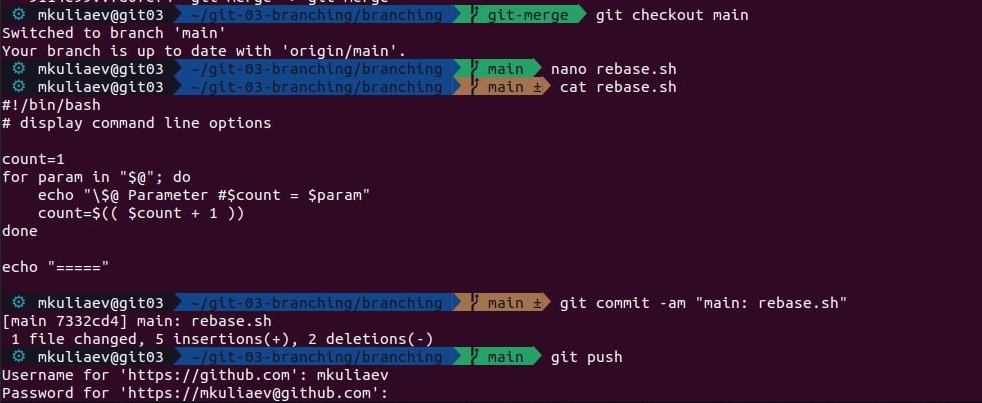 mkuliaev@git03 ~/git-03-branching/branching git-merge git checkout main
Switched to branch 'main'
Your branch is up to date with 'origin/main'.
mkuliaev@git03 ~/git-03-branching/branching main nano rebase.sh
mkuliaev@git03 ~/git-03-branching/branching main ± cat rebase.sh
#!/bin/bash
# display command line options

count=1
for param in "$@"; do
    echo "\$@ Parameter #$count = $param"
    count=$(( $count + 1 ))
done

echo "====="

mkuliaev@git03 ~/git-03-branching/branching main ± git commit -am "main: rebase.sh"
[main 7332cd4] main: rebase.sh
 1 file changed, 5 insertions(+), 2 deletions(-)
mkuliaev@git03 ~/git-03-branching/branching main git push
Username for 'https://github.com': mkuliaev
Password for 'https://mkuliaev@github.com':